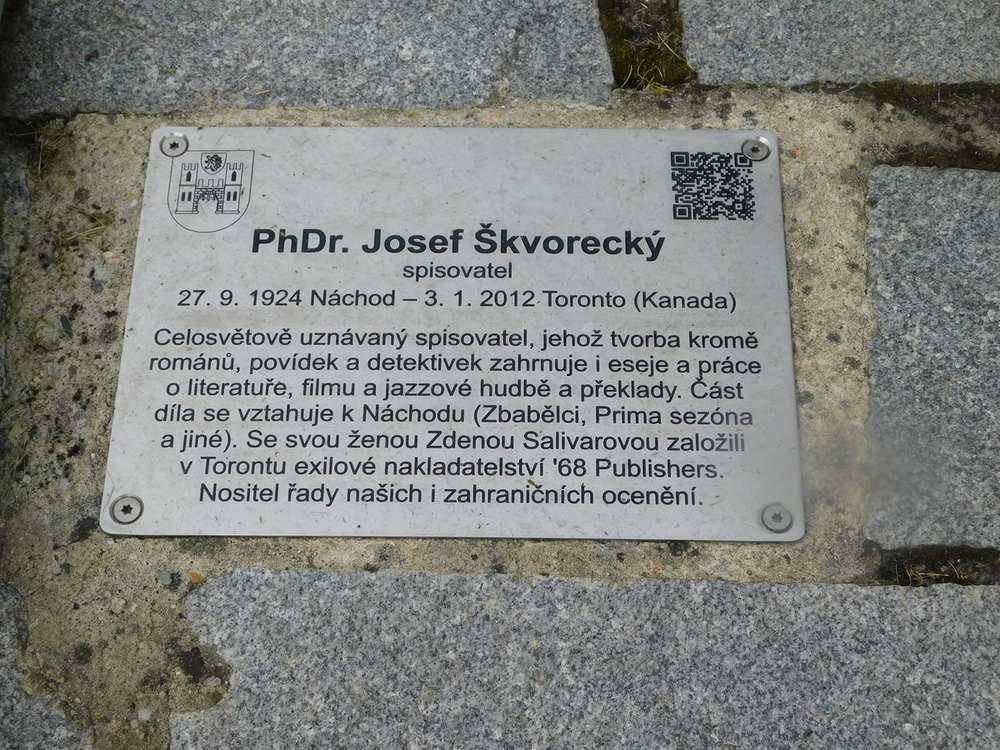 PhDr. Josef Škvorecký
spisovatel
27. 9. 1924 Náchod – 3. 1. 2012 Toronto (Kanada)
Celosvětově uznávaný spisovatel, jehož tvorba kromě
románů, povídek a detektivek zahrnuje i eseje a práce
o literatuře, filmu a jazzové hudbě a překlady. Část
díla se vztahuje k Náchodu (Zbabělci, Prima sezóna
a jiné). Se svou ženou Zdenou Salivarovou založili
v Torontu exilové nakladatelství '68 Publishers.
Nositel řady našich i zahraničních ocenění.